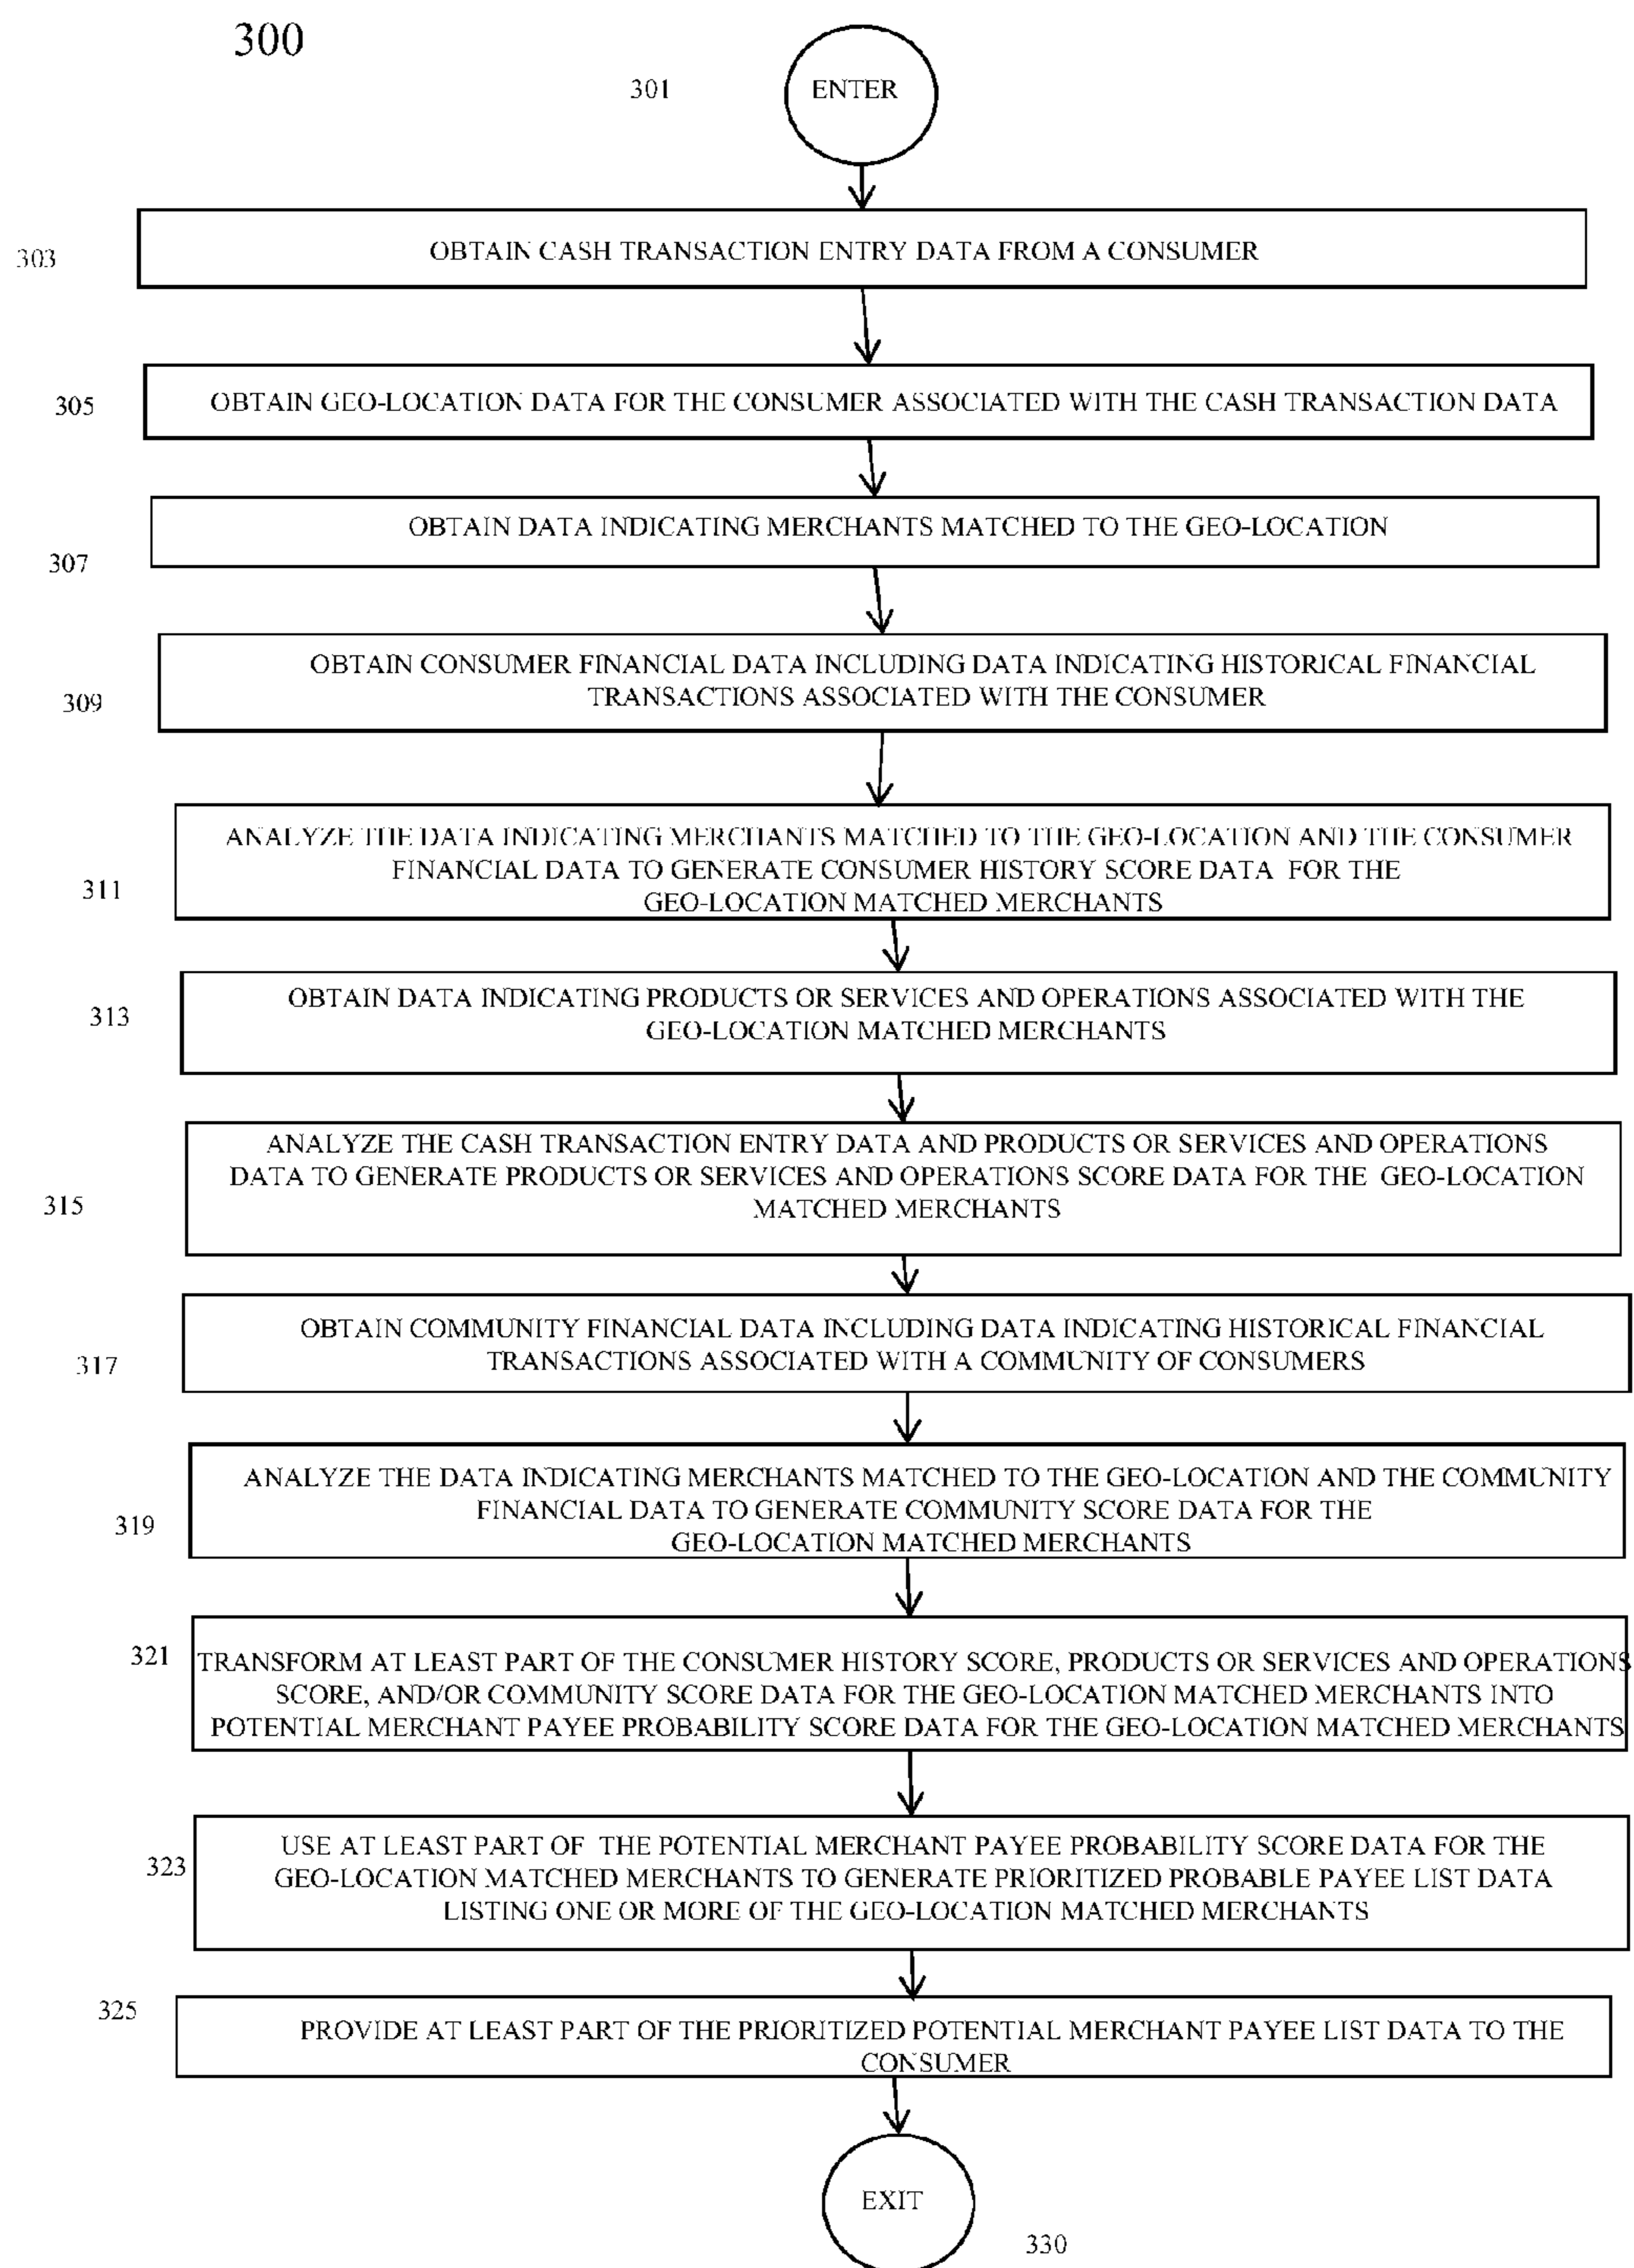 300
301
ENTER
303
OBTAIN CASH TRANSACTION ENTRY DATA FROM A CONSUMER
305
OBTAIN GEO-LOCATION DATA FOR THE CONSUMER ASSOCIATED WITH THE CASH TRANSACTION DATA
307
OBTAIN DATA INDICATING MERCHANTS MATCHED TO THE GEO-LOCATION
309
OBTAIN CONSUMER FINANCIAL DATA INCLUDING DATA INDICATING HISTORICAL FINANCIAL
TRANSACTIONS ASSOCIATED WITH THE CONSUMER
311
ANALYZE THE DATA INDICATING MERCHANTS MATCHED TO THE GEO-LOCATION AND THE CONSUMER
FINANCIAL DATA TO GENERATE CONSUMER HISTORY SCORE DATA FOR THE
GEO-LOCATION MATCHED MERCHANTS
313
OBTAIN DATA INDICATING PRODUCTS OR SERVICES AND OPERATIONS ASSOCIATED WITH THE
GEO-LOCATION MATCHED MERCHANTS
315
ANALYZE THE CASH TRANSACTION ENTRY DATA AND PRODUCTS OR SERVICES AND OPERATIONS
DATA TO GENERATE PRODUCTS OR SERVICES AND OPERATIONS SCORE DATA FOR THE GEO-LOCATION
MATCHED MERCHANTS
317
OBTAIN COMMUNITY FINANCIAL DATA INCLUDING DATA INDICATING HISTORICAL FINANCIAL
TRANSACTIONS ASSOCIATED WITH A COMMUNITY OF CONSUMERS
319
ANALYZE THE DATA INDICATING MERCHANTS MATCHED TO THE GEO-LOCATION AND THE COMMUNITY
FINANCIAL DATA TO GENERATE COMMUNITY SCORE DATA FOR THE
GEO-LOCATION MATCHED MERCHANTS
321
TRANSFORM AT LEAST PART OF THE CONSUMER HISTORY SCORE, PRODUCTS OR SERVICES AND OPERATIONS
SCORE, AND/OR COMMUNITY SCORE DATA FOR THE GEO-LOCATION MATCHED MERCHANTS INTO
POTENTIAL MERCHANT PAYEE PROBABILITY SCORE DATA FOR THE GEO-LOCATION MATCHED MERCHANTS
323
USE AT LEAST PART OF THE POTENTIAL MERCHANT PAYEE PROBABILITY SCORE DATA FOR THE
GEO-LOCATION MATCHED MERCHANTS TO GENERATE PRIORITIZED PROBABLE PAYEE LIST DATA
LISTING ONE OR MORE OF THE GEO-LOCATION MATCHED MERCHANTS
325
PROVIDE AT LEAST PART OF THE PRIORITIZED POTENTIAL MERCHANT PAYEE LIST DATA TO THE
CONSUMER
EXIT
330